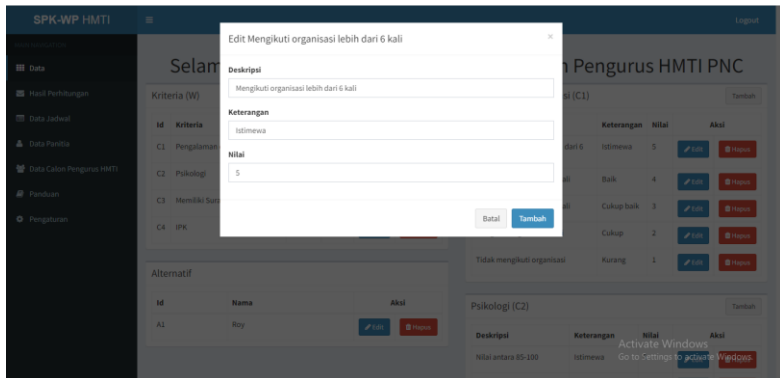 SPK-WP HMTI
Logout
Data
Hasil Perhitungan
Data Jadwal
Data Panitia
Data Calon Pengurus HMTI
Panduan
Pengaturan
Selam
n Pengurus HMTI PNC
Edit Mengikuti organisasi lebih dari 6 kali
×
Deskripsi
Mengikuti organisasi lebih dari 6 kali
Keterangan
Istimewa
Nilai
5
Batal Tambah
Kriteria (W)
Id Kriteria
C1 Pengalaman
C2 Psikologi
C3 Memiliki Sura
C4 IPK
si (C1) Tambah
Keterangan Nilai Aksi
dari 6 Istimewa 5 Edit Hapus
ali Baik 4 Edit Hapus
ali Cukup baik 3 Edit Hapus
Cukup 2 Edit Hapus
Tidak mengikuti organisasi Kurang 1 Edit Hapus
Alternatif
Id Nama Aksi
A1 Roy Edit Hapus
Psikologi (C2) Tambah
Deskripsi Keterangan Nilai Aksi
Nilai antara 85-100 Istimewa
Activate Windows
Go to Settings to activate Windows.